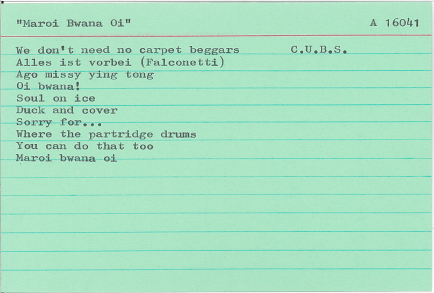 "Maroi Bwana Oi" A 16041
We don't need no carpet beggars C.U.B.S.
Alles ist vorbei (Falconetti)
Ago missy ying tong
Oi bwana!
Soul on ice
Duck and cover
Sorry for...
Where the partridge drums
You can do that too
Maroi bwana oi